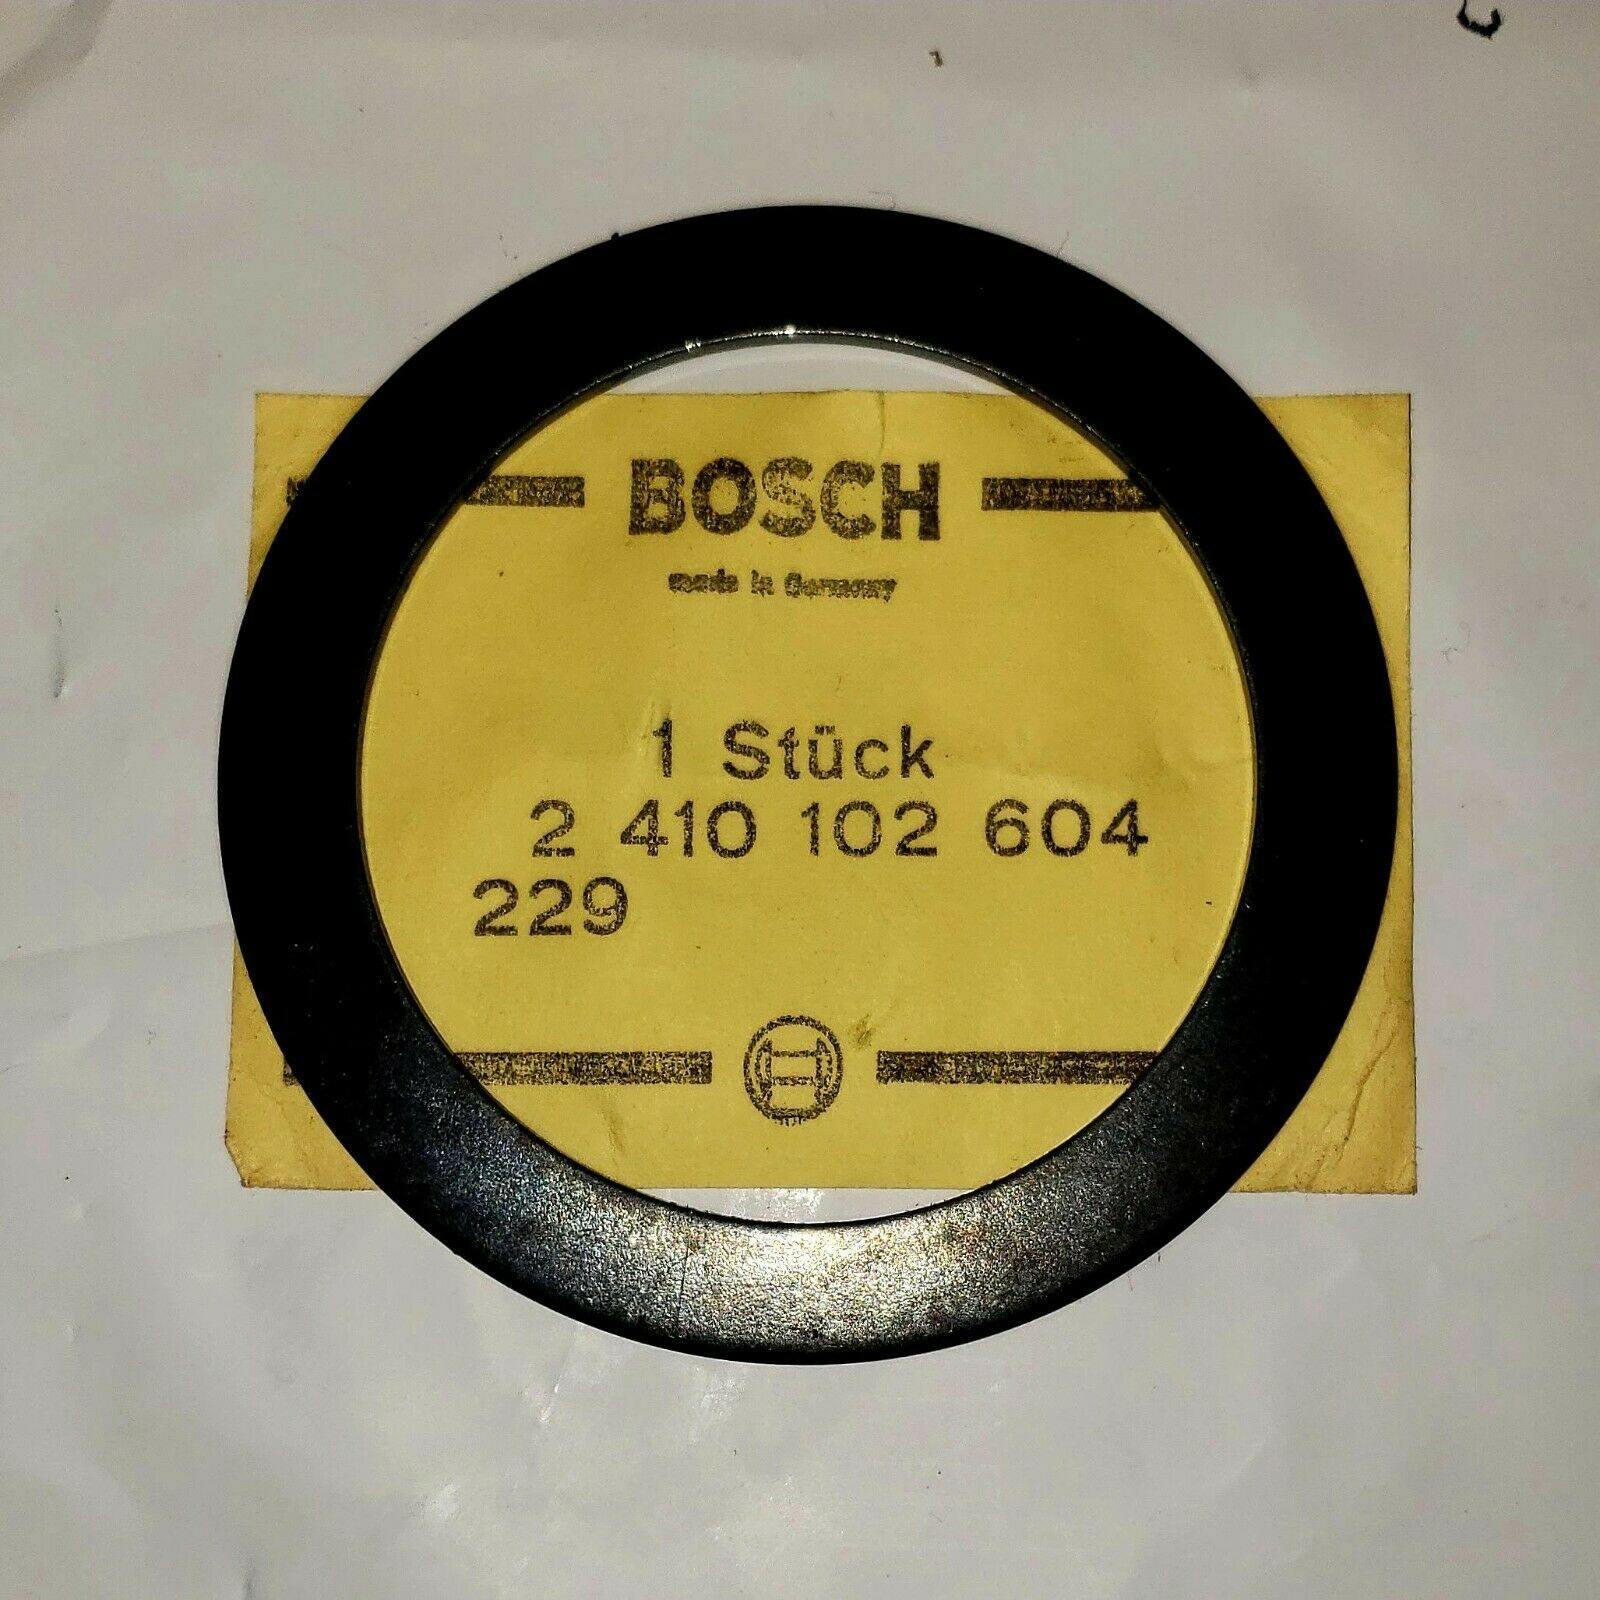 BOSCH
made in Germany
1 Stück
2 410 102 604
229